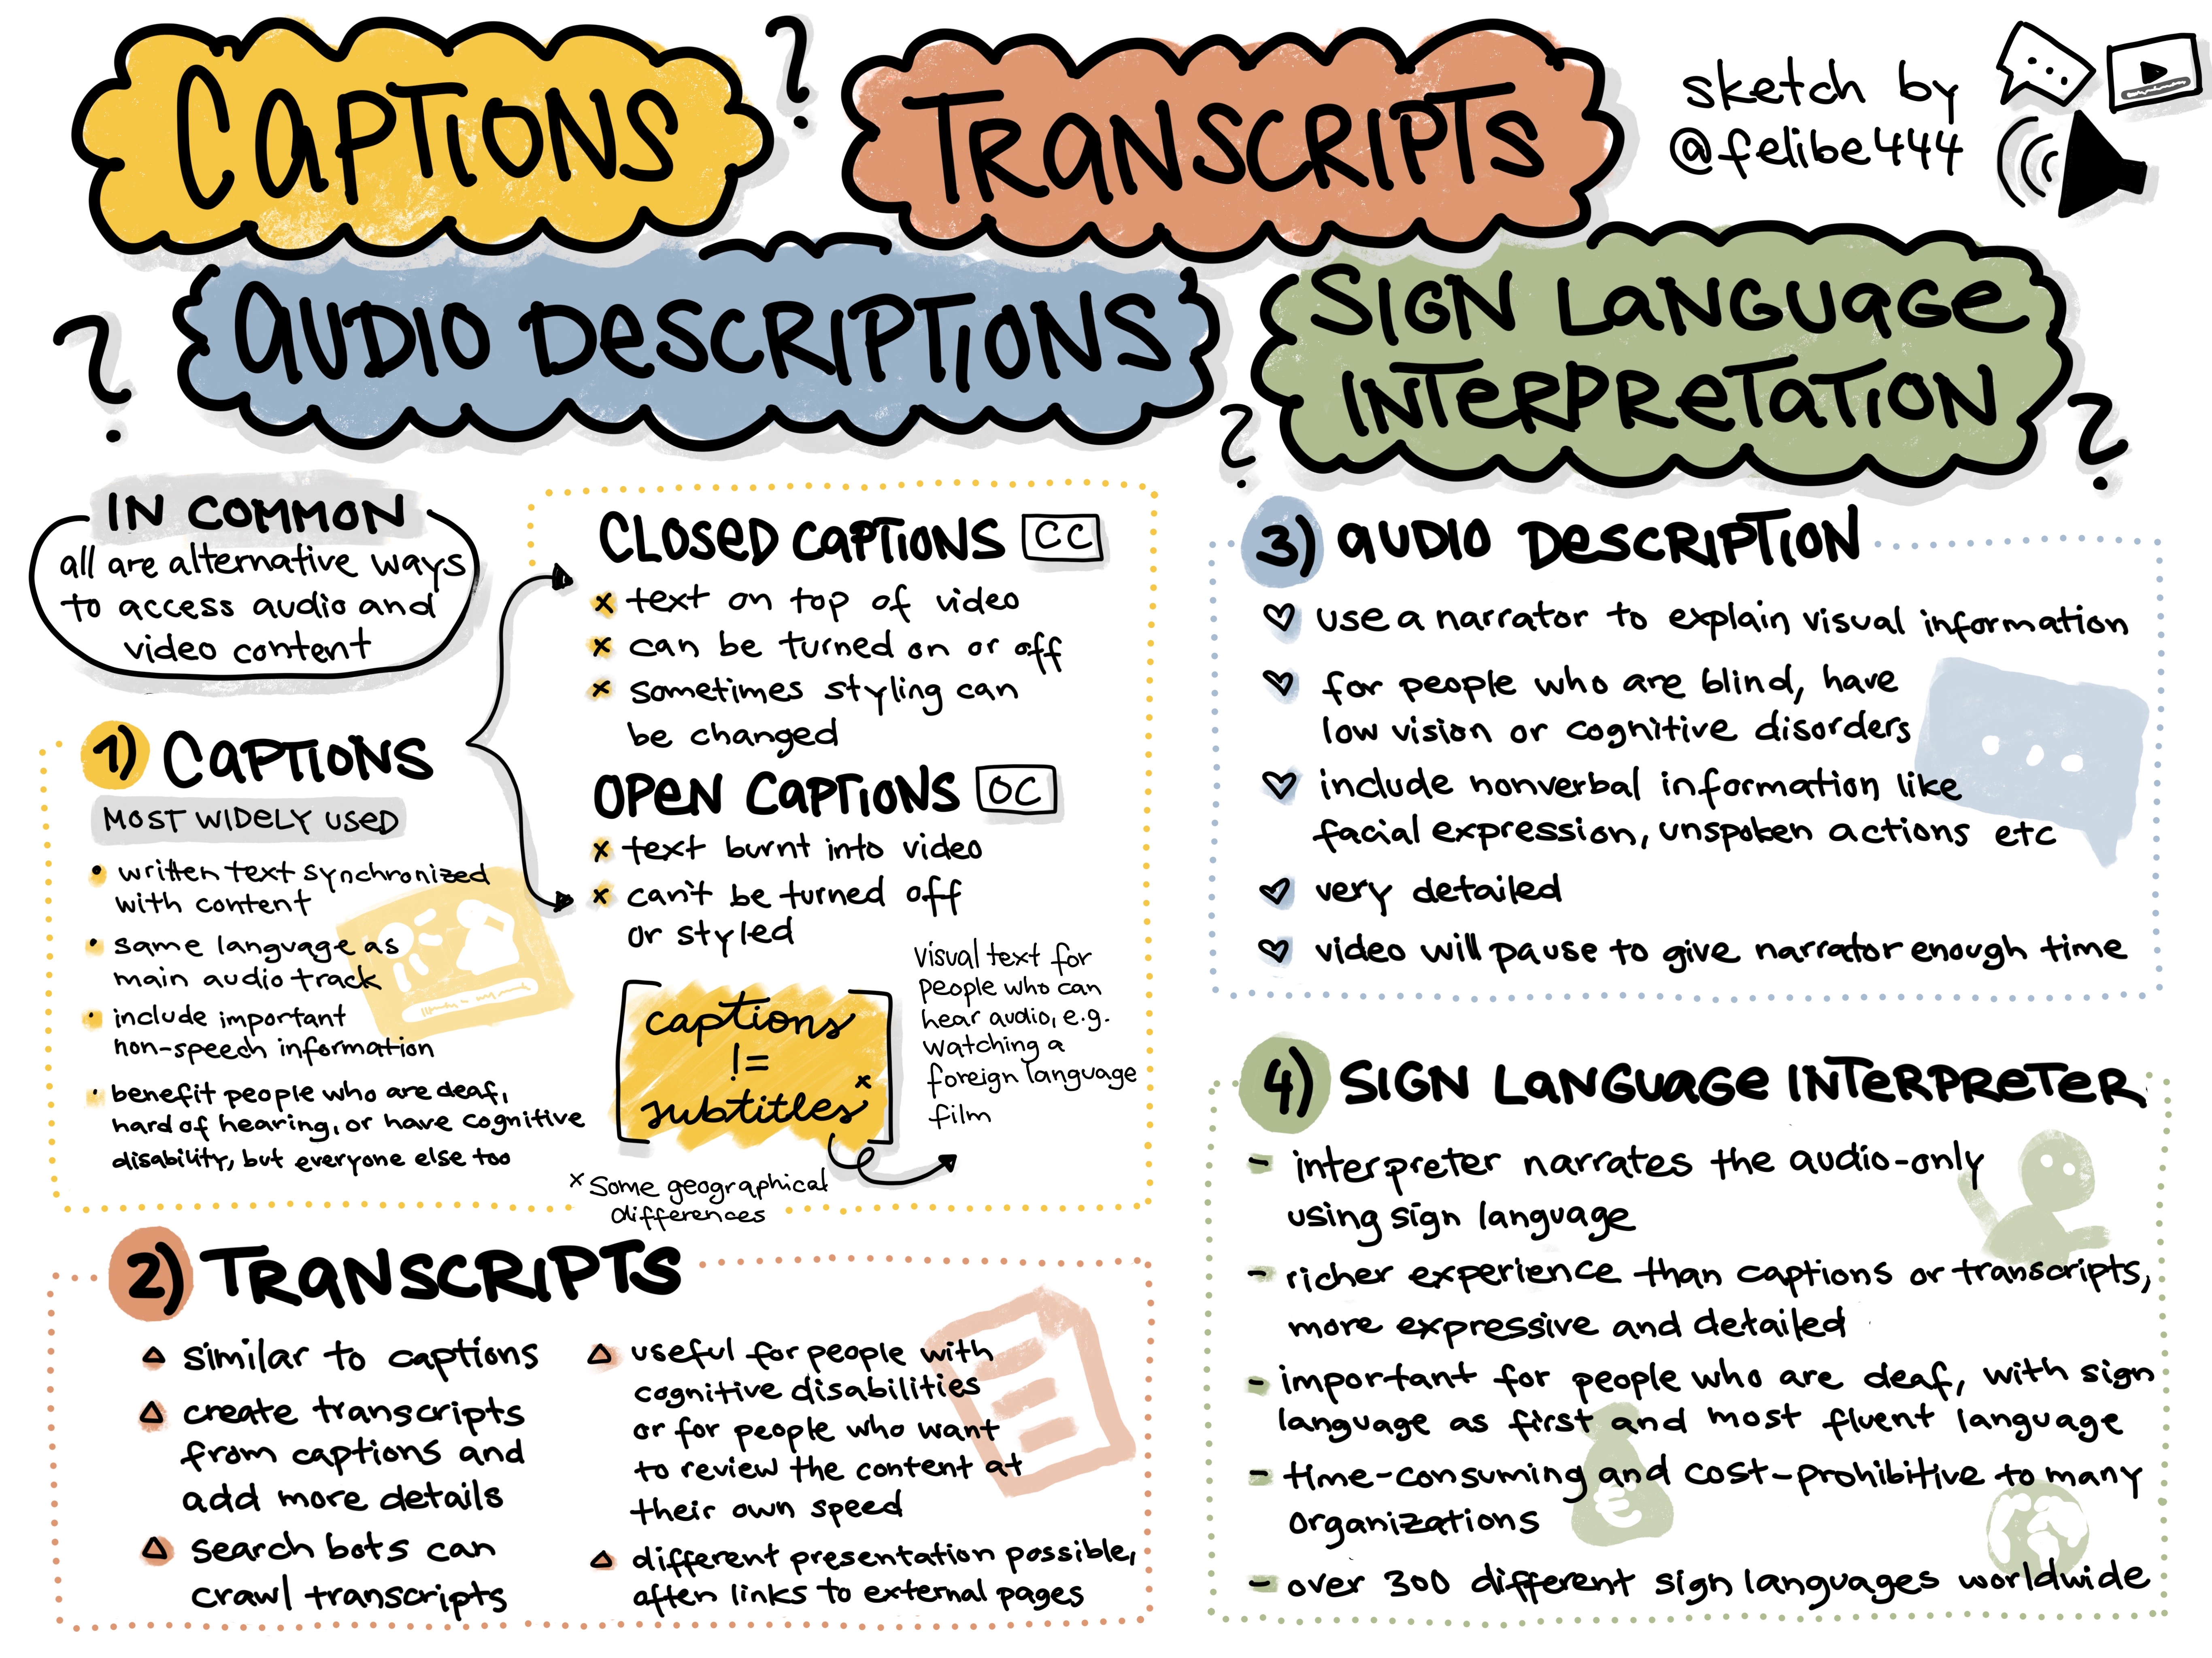 CAPTIONS ?
TRANSCRIPTS
sketch by
@felibe444
? AUDIO DESCRIPTIONS
? SIGN LANGUAGE
INTERPRETATION ?
IN COMMON
all are alternative ways
to access audio and
video content
1) CAPTIONS
MOST WIDELY USED
• written text synchronized
with content
• same language as
main audio track
• include important
non-speech information
• benefit people who are deaf,
hard of hearing, or have cognitive
disability, but everyone else too
CLOSED CAPTIONS CC
x text on top of video
x can be turned on or off
x sometimes styling can
be changed
OPEN CAPTIONS OC
x text burnt into video
x can't be turned off
or styled
captions
!=
subtitles x
visual text for
people who can
hear audio, e.g.
watching a
foreign language
film
x Some geographical
differences
2) TRANSCRIPTS
△ similar to captions
△ create transcripts
from captions and
add more details
△ search bots can
crawl transcripts
△ useful for people with
cognitive disabilities
or for people who want
to review the content at
their own speed
△ different presentation possible,
often links to external pages
3) AUDIO DESCRIPTION
♡ use a narrator to explain visual information
♡ for people who are blind, have
low vision or cognitive disorders
♡ include nonverbal information like
facial expression, unspoken actions etc
♡ very detailed
♡ video will pause to give narrator enough time
4) SIGN LANGUAGE INTERPRETER
- interpreter narrates the audio-only
using sign language
- richer experience than captions or transcripts,
more expressive and detailed
- important for people who are deaf, with sign
language as first and most fluent language
- time-consuming and cost-prohibitive to many
organizations
€
- over 300 different sign languages worldwide